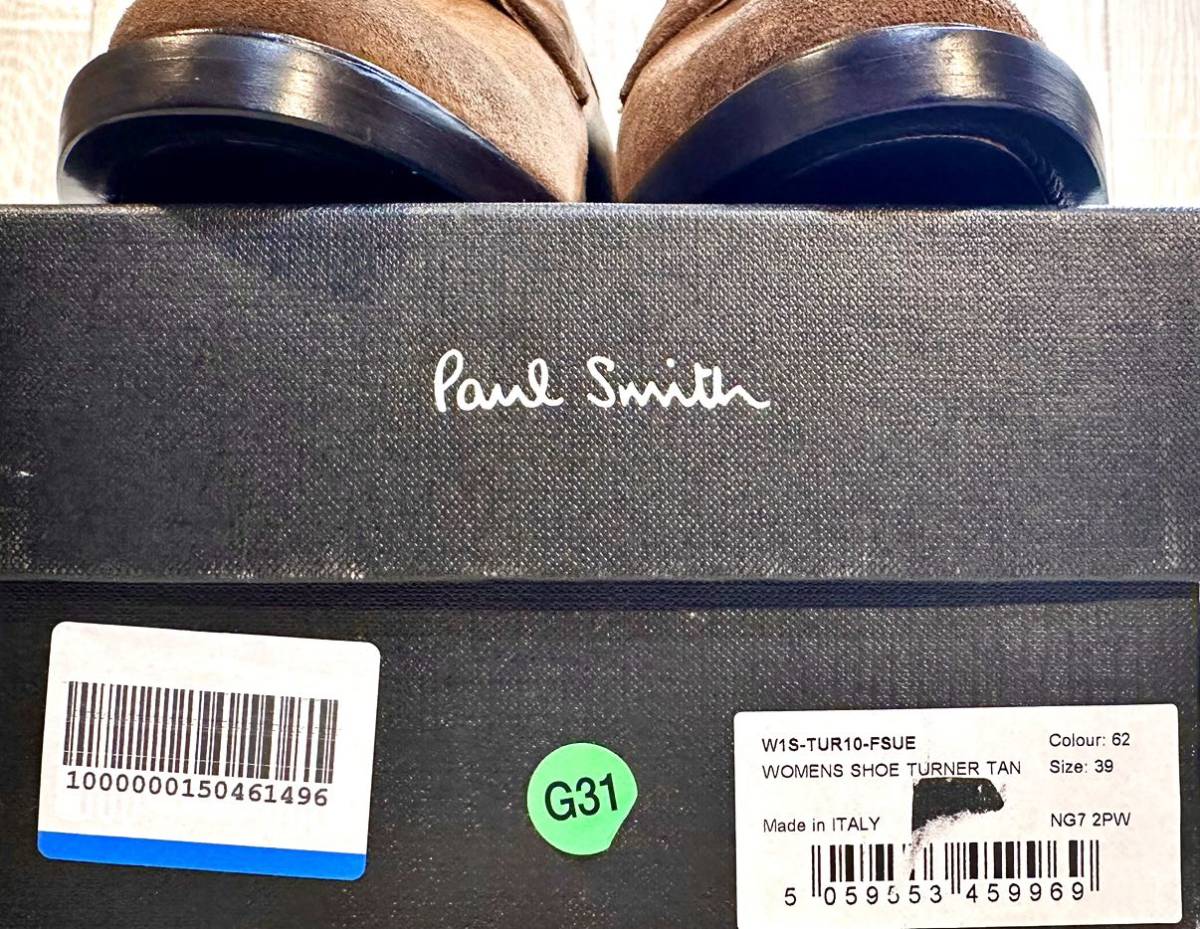 Paul Smith
10000000150461496
G31
W1S-TUR10-FSUE
Colour: 62
WOMENS SHOE TURNER TAN
Size: 39
Made in ITALY
NG7 2PW
5 059553 459969